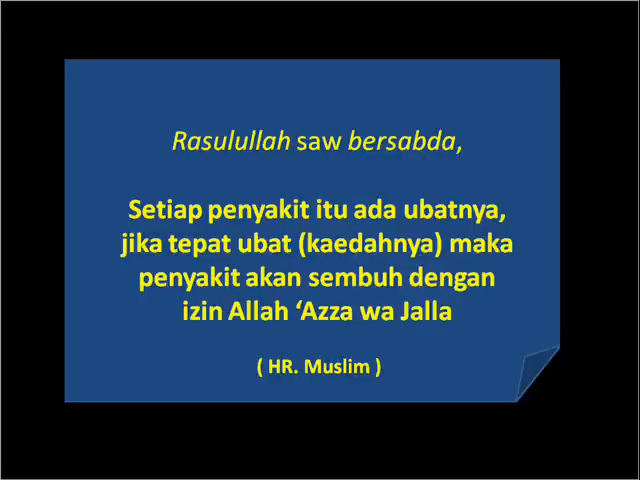 Rasulullah saw bersabda,
Setiap penyakit itu ada ubatnya,
jika tepat ubat (kaedahnya) maka
penyakit akan sembuh dengan
izin Allah ‘Azza wa Jalla
( HR. Muslim )